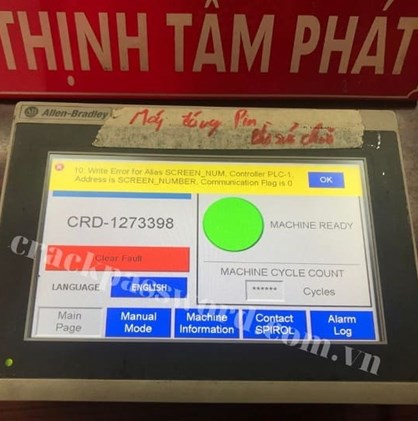 THỊNH TÂM PHÁT
Allen-Bradley
Máy đóng Pin
10: Write Error for Alias SCREEN_NUM, Controller PLC-1,
Address is SCREEN_NUMBER, Communication Flag is 0
OK
CRD-1273398
MACHINE READY
Clear Fault
MACHINE CYCLE COUNT
LANGUAGE
ENGLISH
****** Cycles
Main
Page
Manual
Mode
Machine
Information
Contact
SPIROL
Alarm
Log
crackpassword.com.vn